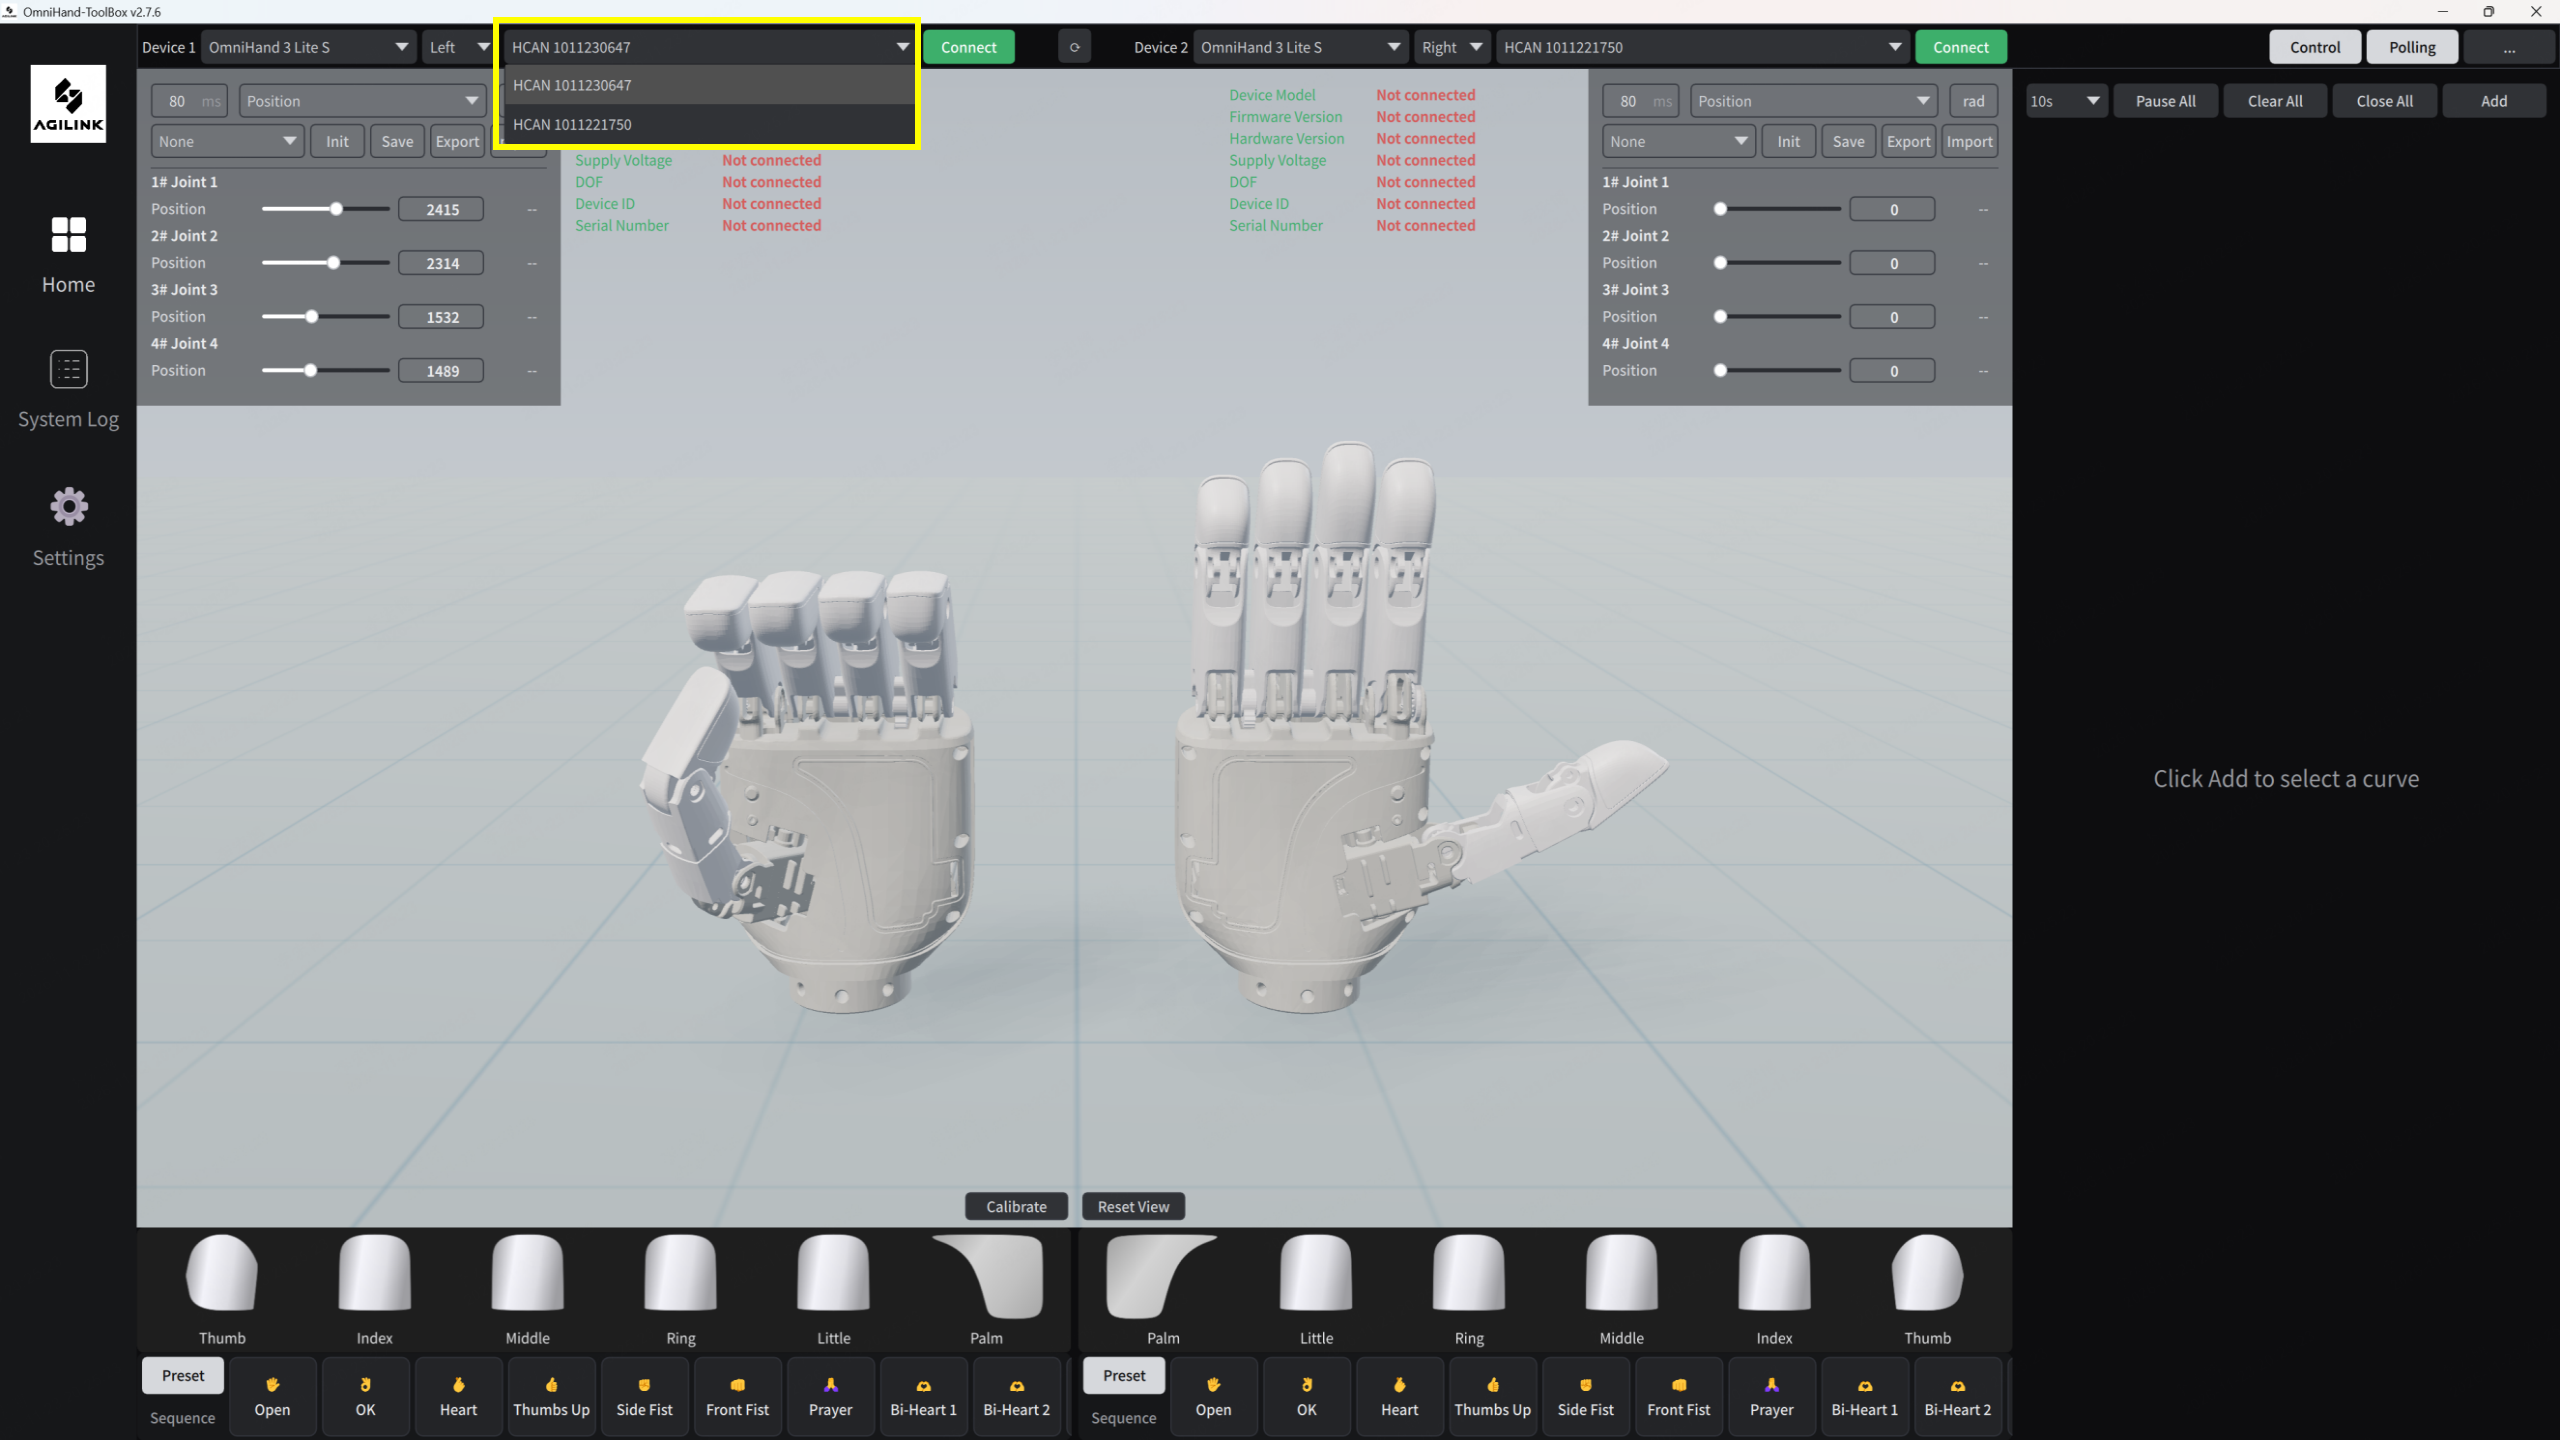 OmniHand-ToolBox v2.7.6
Device 1 OmniHand 3 Lite S Left HCAN 1011230647 Connect Device 2 OmniHand 3 Lite S Right HCAN 1011221750 Connect Control Polling ...
HCAN 1011230647
HCAN 1011221750
AGILINK
Home
System Log
Settings
80 ms Position
None Init Save Export
1# Joint 1
Position 2415 --
2# Joint 2
Position 2314 --
3# Joint 3
Position 1532 --
4# Joint 4
Position 1489 --
Supply Voltage Not connected
DOF Not connected
Device ID Not connected
Serial Number Not connected
Device Model Not connected
Firmware Version Not connected
Hardware Version Not connected
Supply Voltage Not connected
DOF Not connected
Device ID Not connected
Serial Number Not connected
80 ms Position rad
None Init Save Export Import
1# Joint 1
Position 0 --
2# Joint 2
Position 0 --
3# Joint 3
Position 0 --
4# Joint 4
Position 0 --
10s Pause All Clear All Close All Add
Click Add to select a curve
Calibrate Reset View
Thumb Index Middle Ring Little Palm Palm Little Ring Middle Index Thumb
Preset Sequence Open OK Heart Thumbs Up Side Fist Front Fist Prayer Bi-Heart 1 Bi-Heart 2
Preset Sequence Open OK Heart Thumbs Up Side Fist Front Fist Prayer Bi-Heart 1 Bi-Heart 2